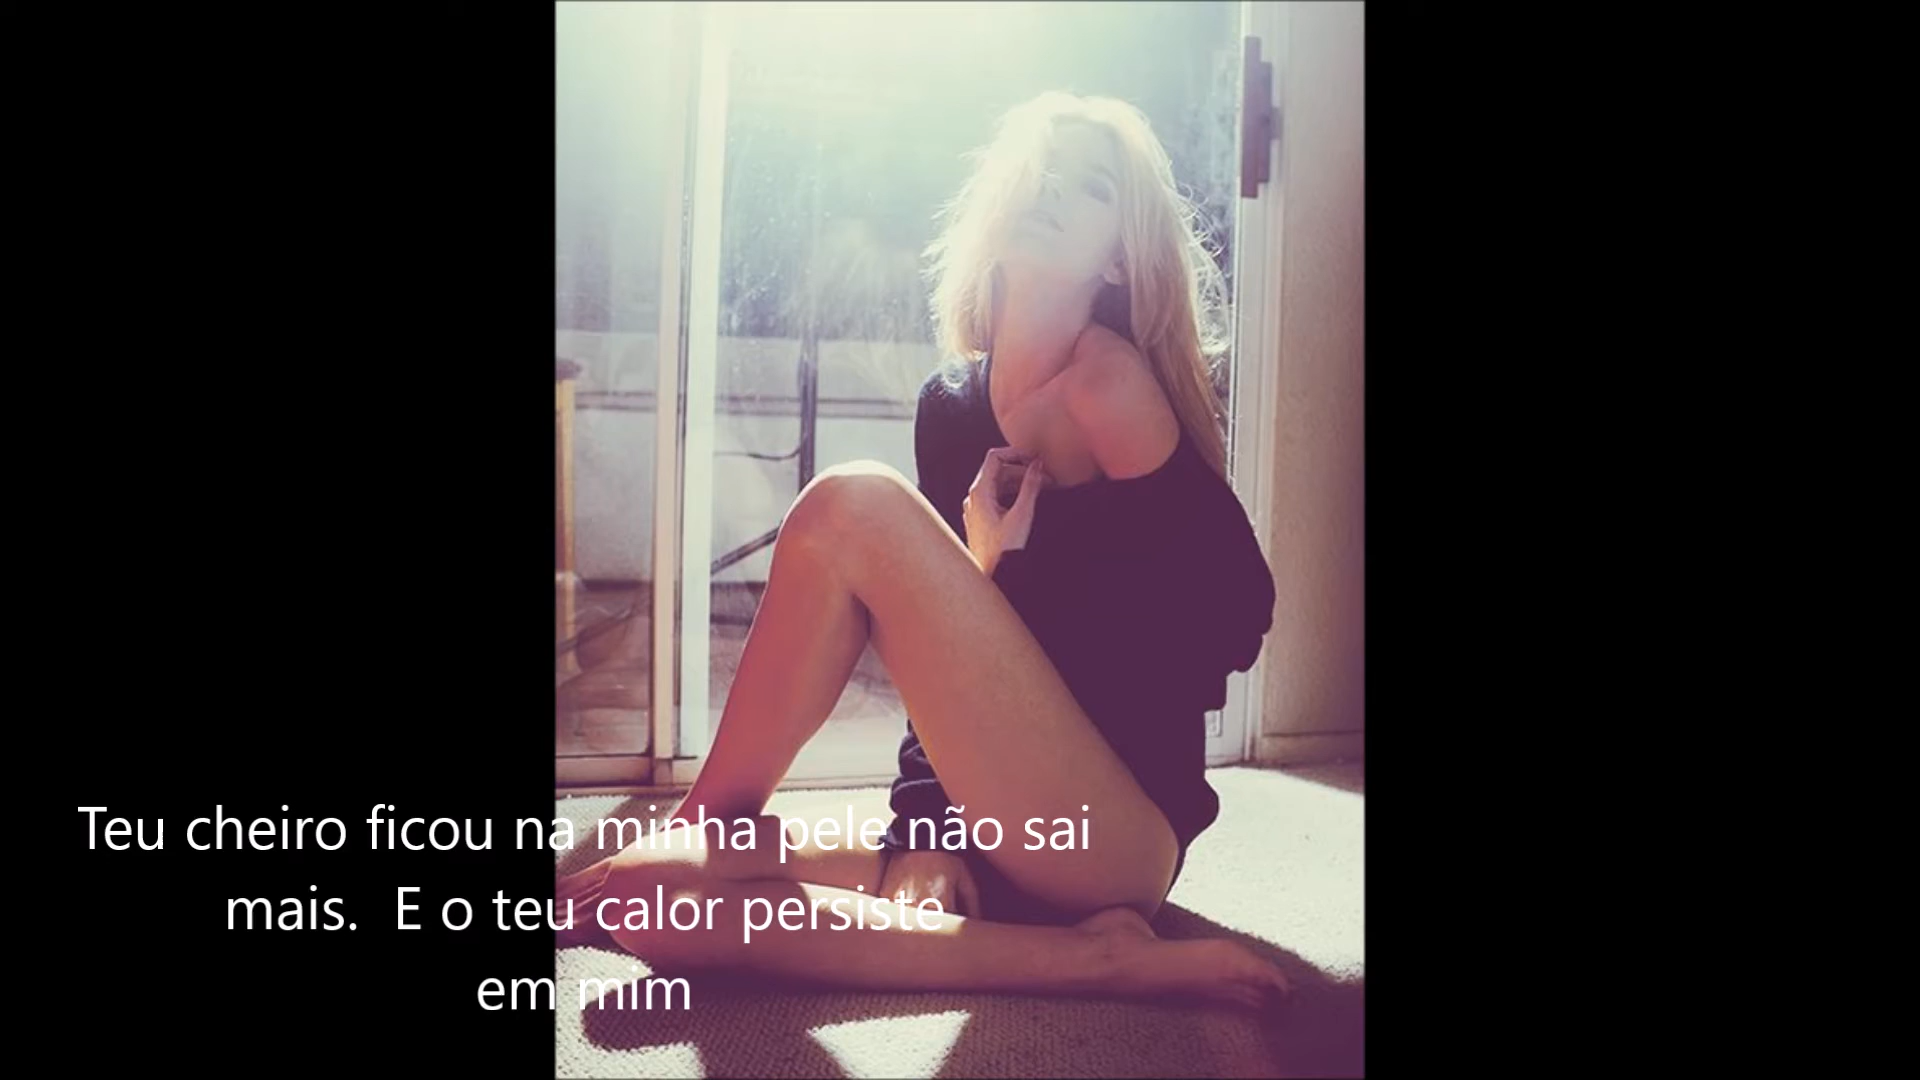 Teu cheiro ficou na minha pele não sai
mais.  E o teu calor persiste
em mim